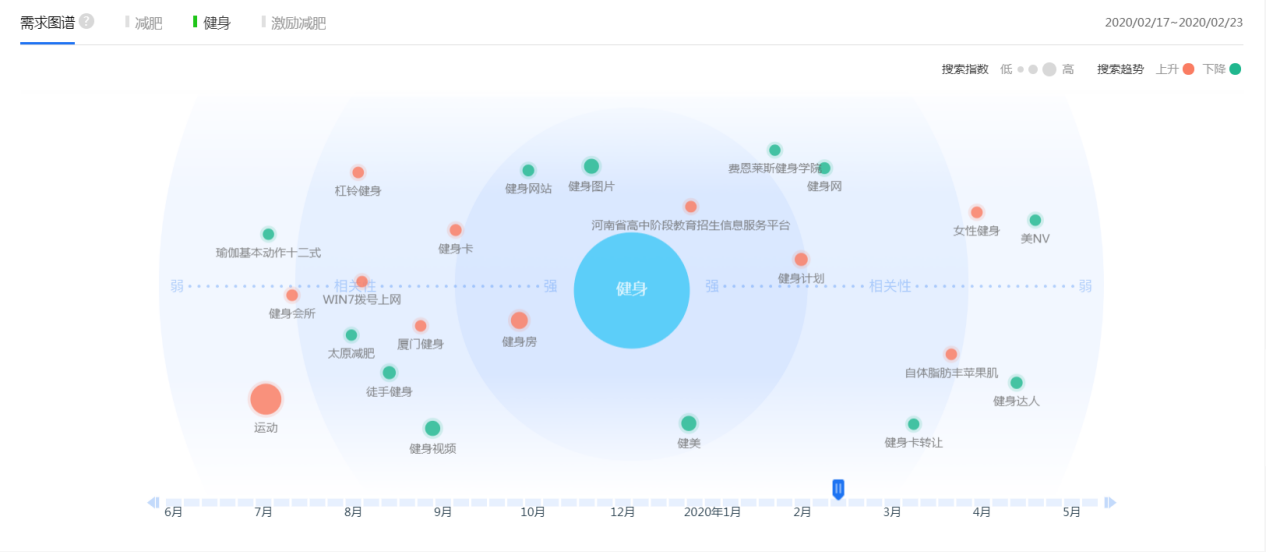 需求图谱 ? 减肥 健身 激励减肥 2020/02/17~2020/02/23
搜索指数 低 高 搜索趋势 上升 下降
费恩莱斯健身学院
杠铃健身 健身网站 健身图片 健身网
河南省高中阶段教育招生信息服务平台
女性健身 美NV
瑜伽基本动作十二式 健身卡
健身计划
弱 相关性 强 健身 强 相关性 弱
WIN7拨号上网
健身会所
太原减肥 厦门健身 健身房
自体脂肪丰苹果肌
徒手健身 健身达人
运动
健身视频 健美 健身卡转让
6月 7月 8月 9月 10月 12月 2020年1月 2月 3月 4月 5月